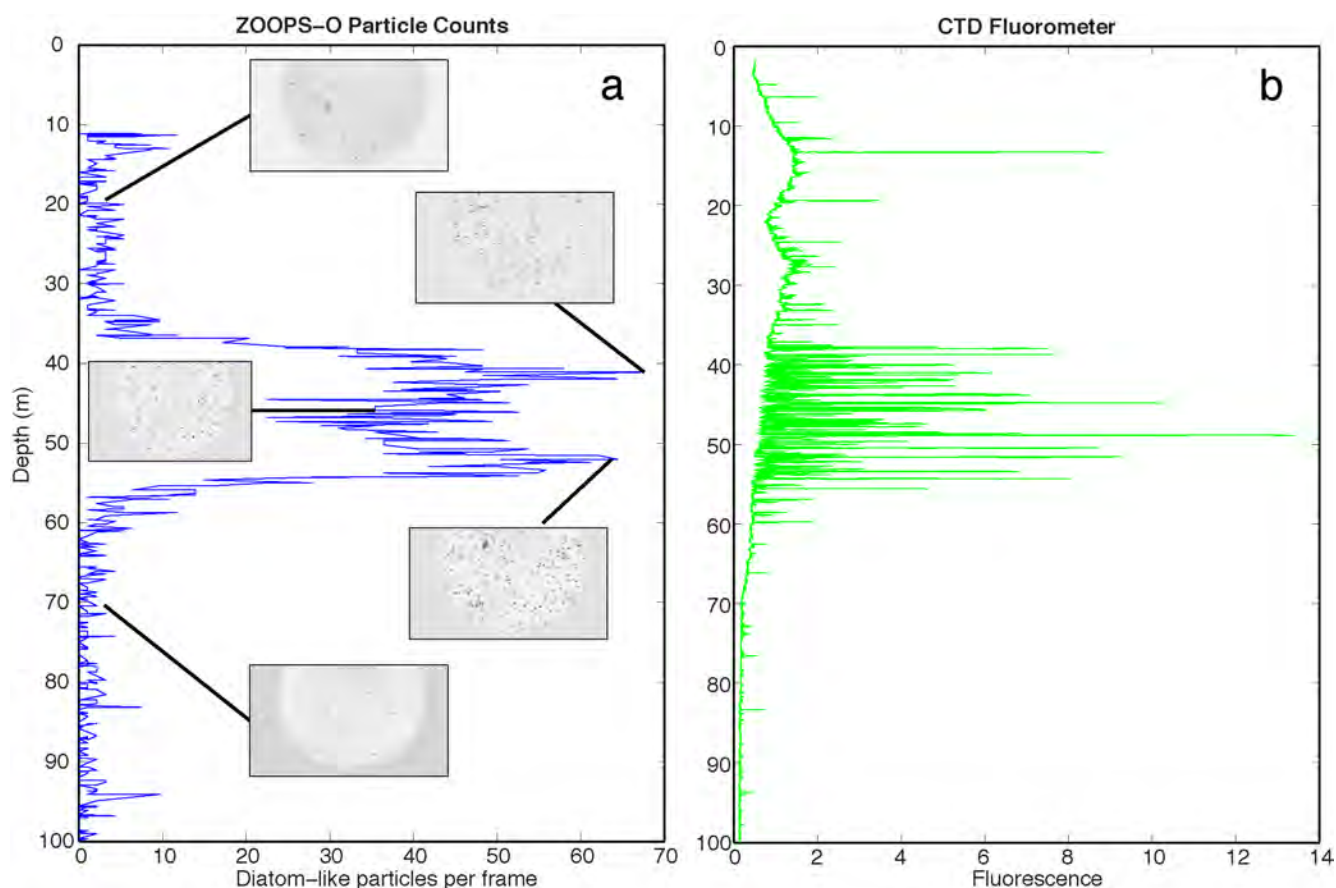 ZOOPS-O Particle Counts
a
0
10
20
30
40
50
60
70
80
90
100
Depth (m)
0 10 20 30 40 50 60 70
Diatom-like particles per frame
CTD Fluorometer
b
0
10
20
30
40
50
60
70
80
90
100
0 2 4 6 8 10 12 14
Fluorescence